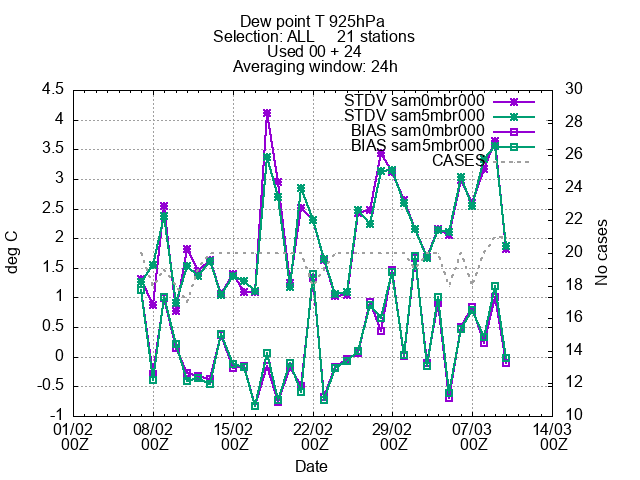 Dew point T 925hPa
Selection: ALL 21 stations
Used 00 + 24
Averaging window: 24h
STDV sam0mbr000
STDV sam5mbr000
BIAS sam0mbr000
BIAS sam5mbr000
CASES
deg C
4.5
4
3.5
3
2.5
2
1.5
1
0.5
0
-0.5
-1
No cases
30
28
26
24
22
20
18
16
14
12
10
01/02 08/02 15/02 22/02 29/02 07/03 14/03
00Z 00Z 00Z 00Z 00Z 00Z 00Z
Date